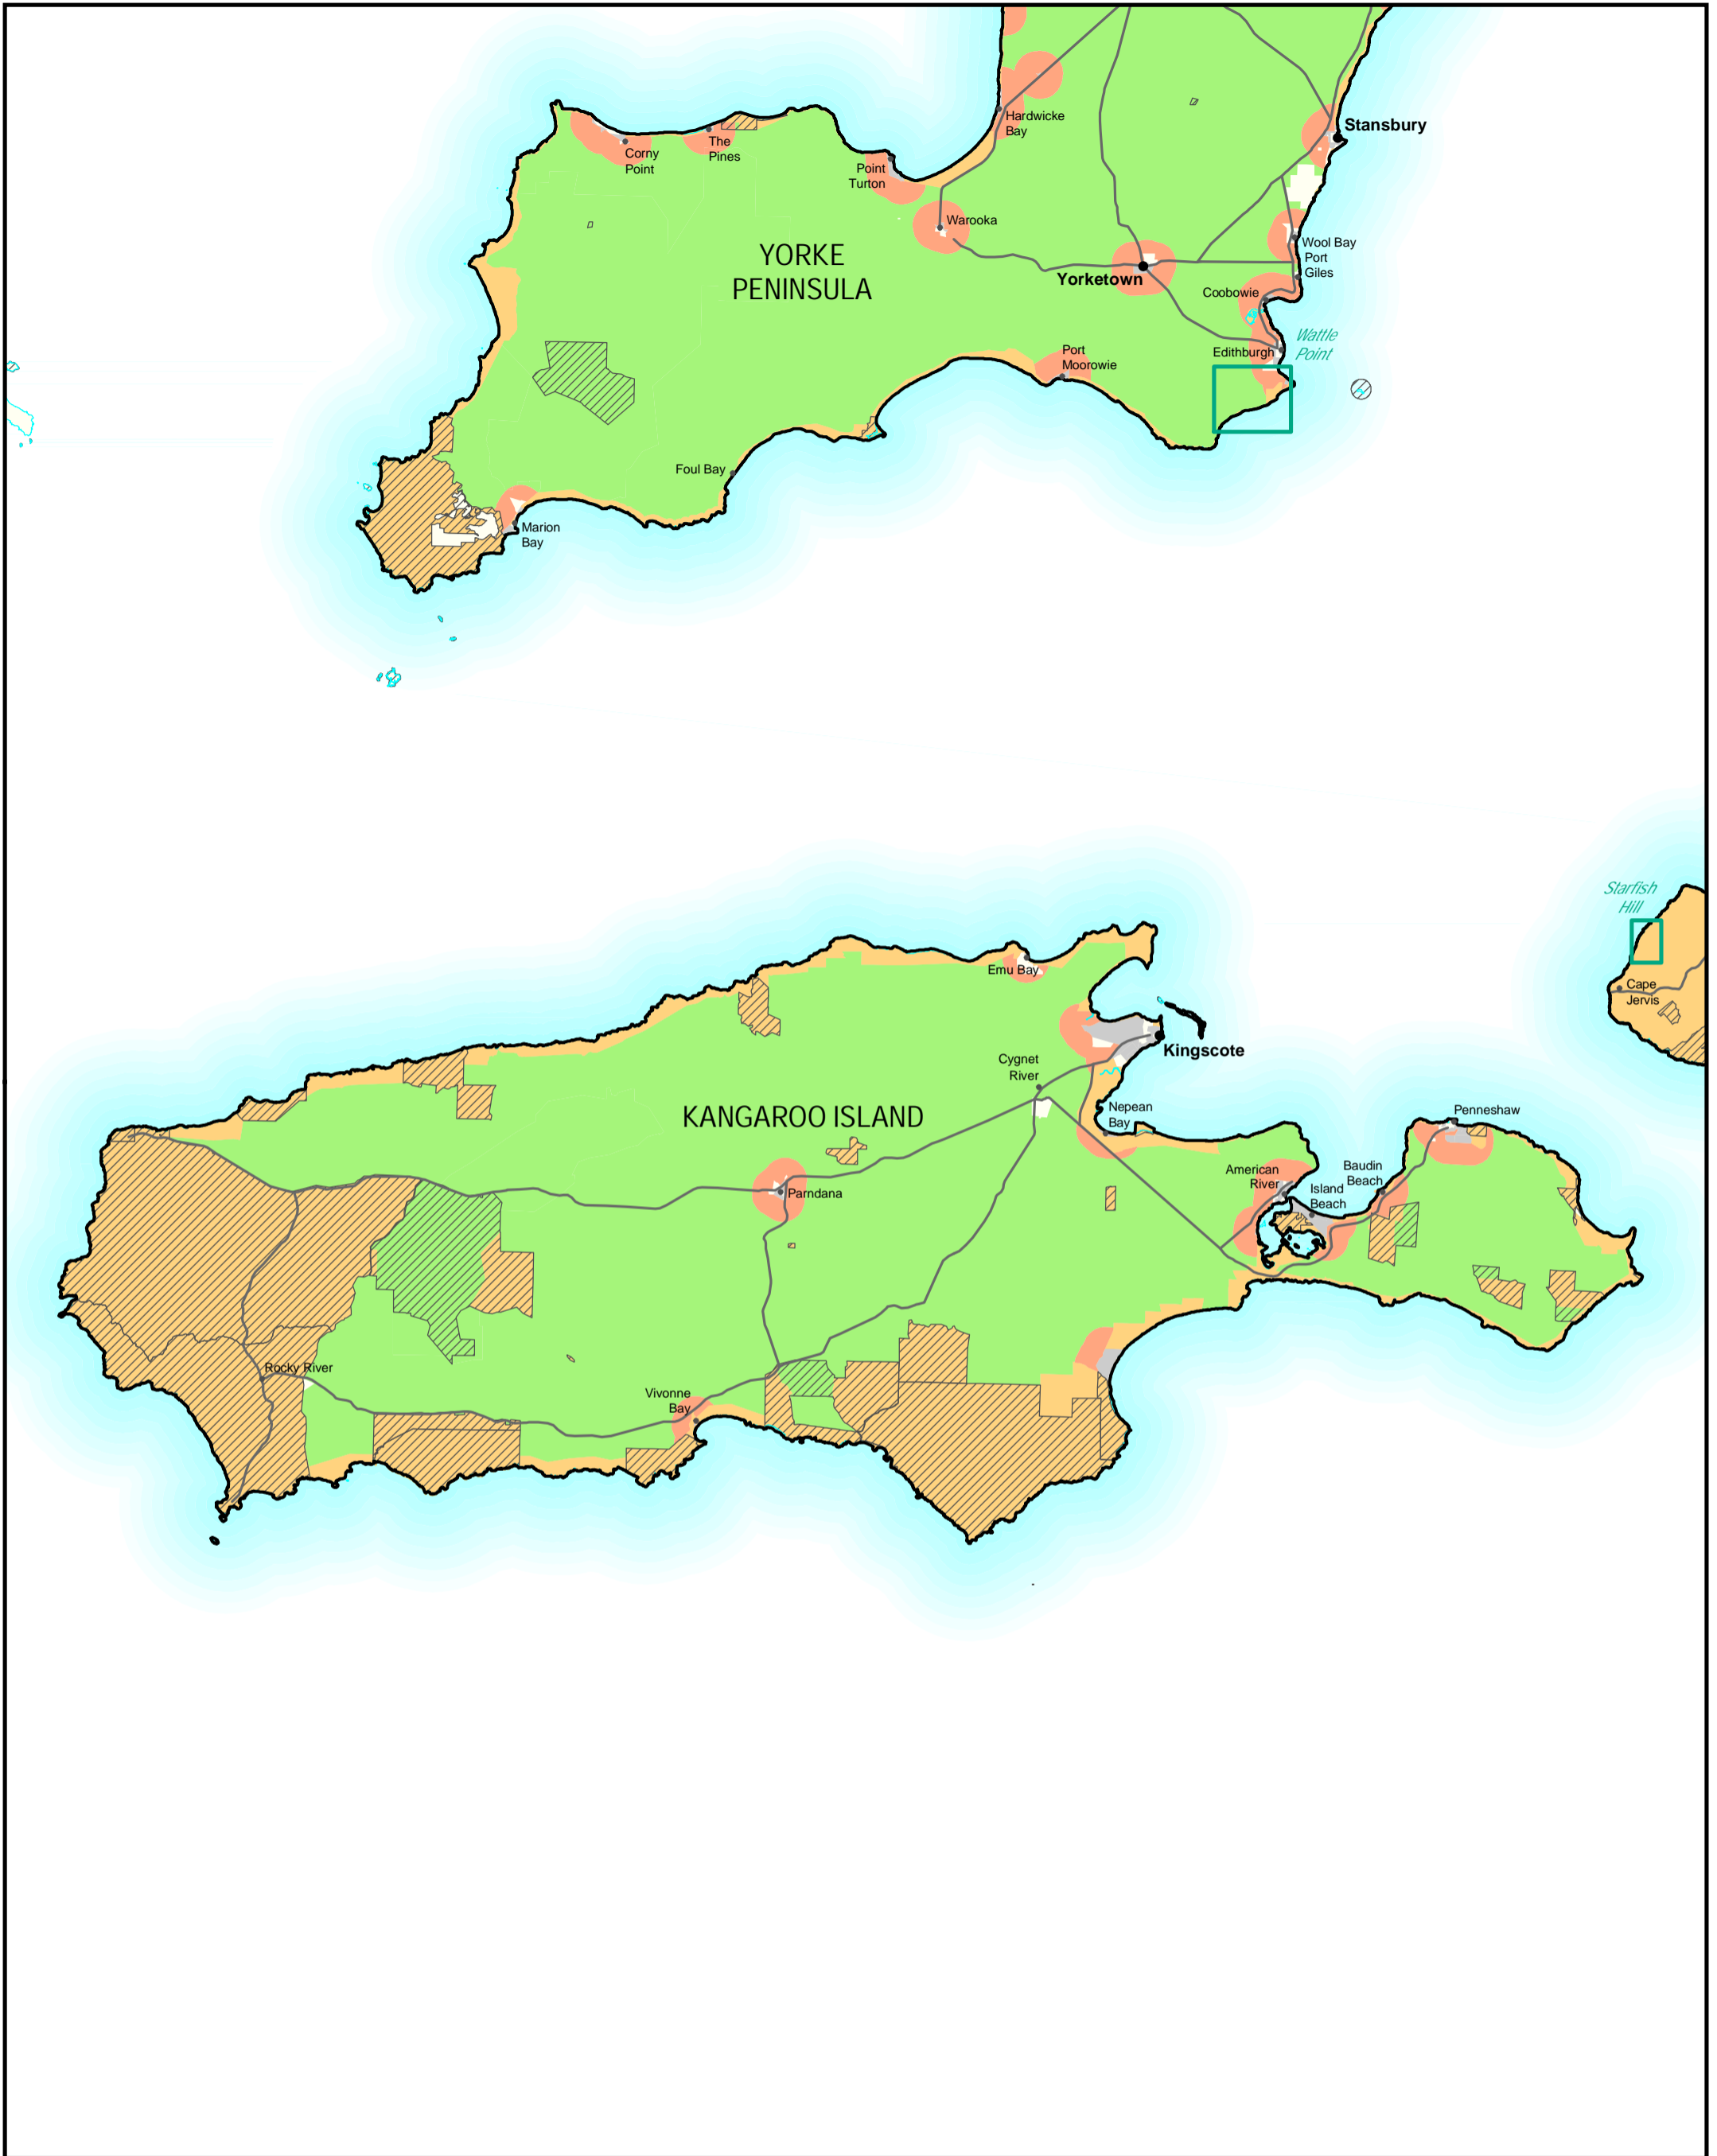 Hardwicke
Bay
Stansbury
The
Pines
Corny
Point
Point
Turton
Warooka
YORKE
PENINSULA
Wool Bay
Port
Giles
Yorketown
Coobowie
Wattle
Point
Edithburgh
Port
Moorowie
Foul Bay
Marion
Bay
Starfish
Hill
Emu Bay
Cape
Jervis
Kingscote
Cygnet
River
KANGAROO ISLAND
Nepean
Bay
Penneshaw
American
River
Baudin
Beach
Island
Beach
Parndana
Rocky River
Vivonne
Bay